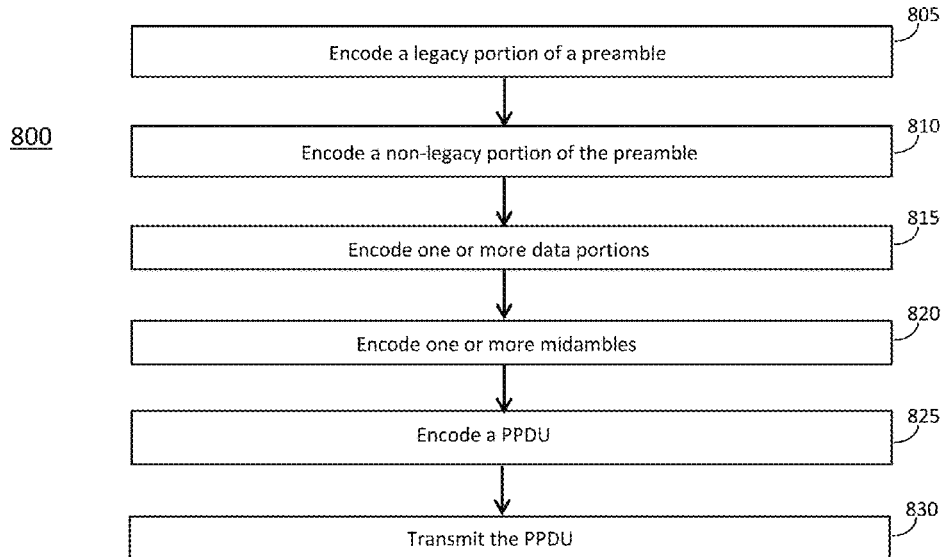 805
Encode a legacy portion of a preamble
800
810
Encode a non-legacy portion of the preamble
815
Encode one or more data portions
820
Encode one or more midambles
825
Encode a PPDU
830
Transmit the PPDU